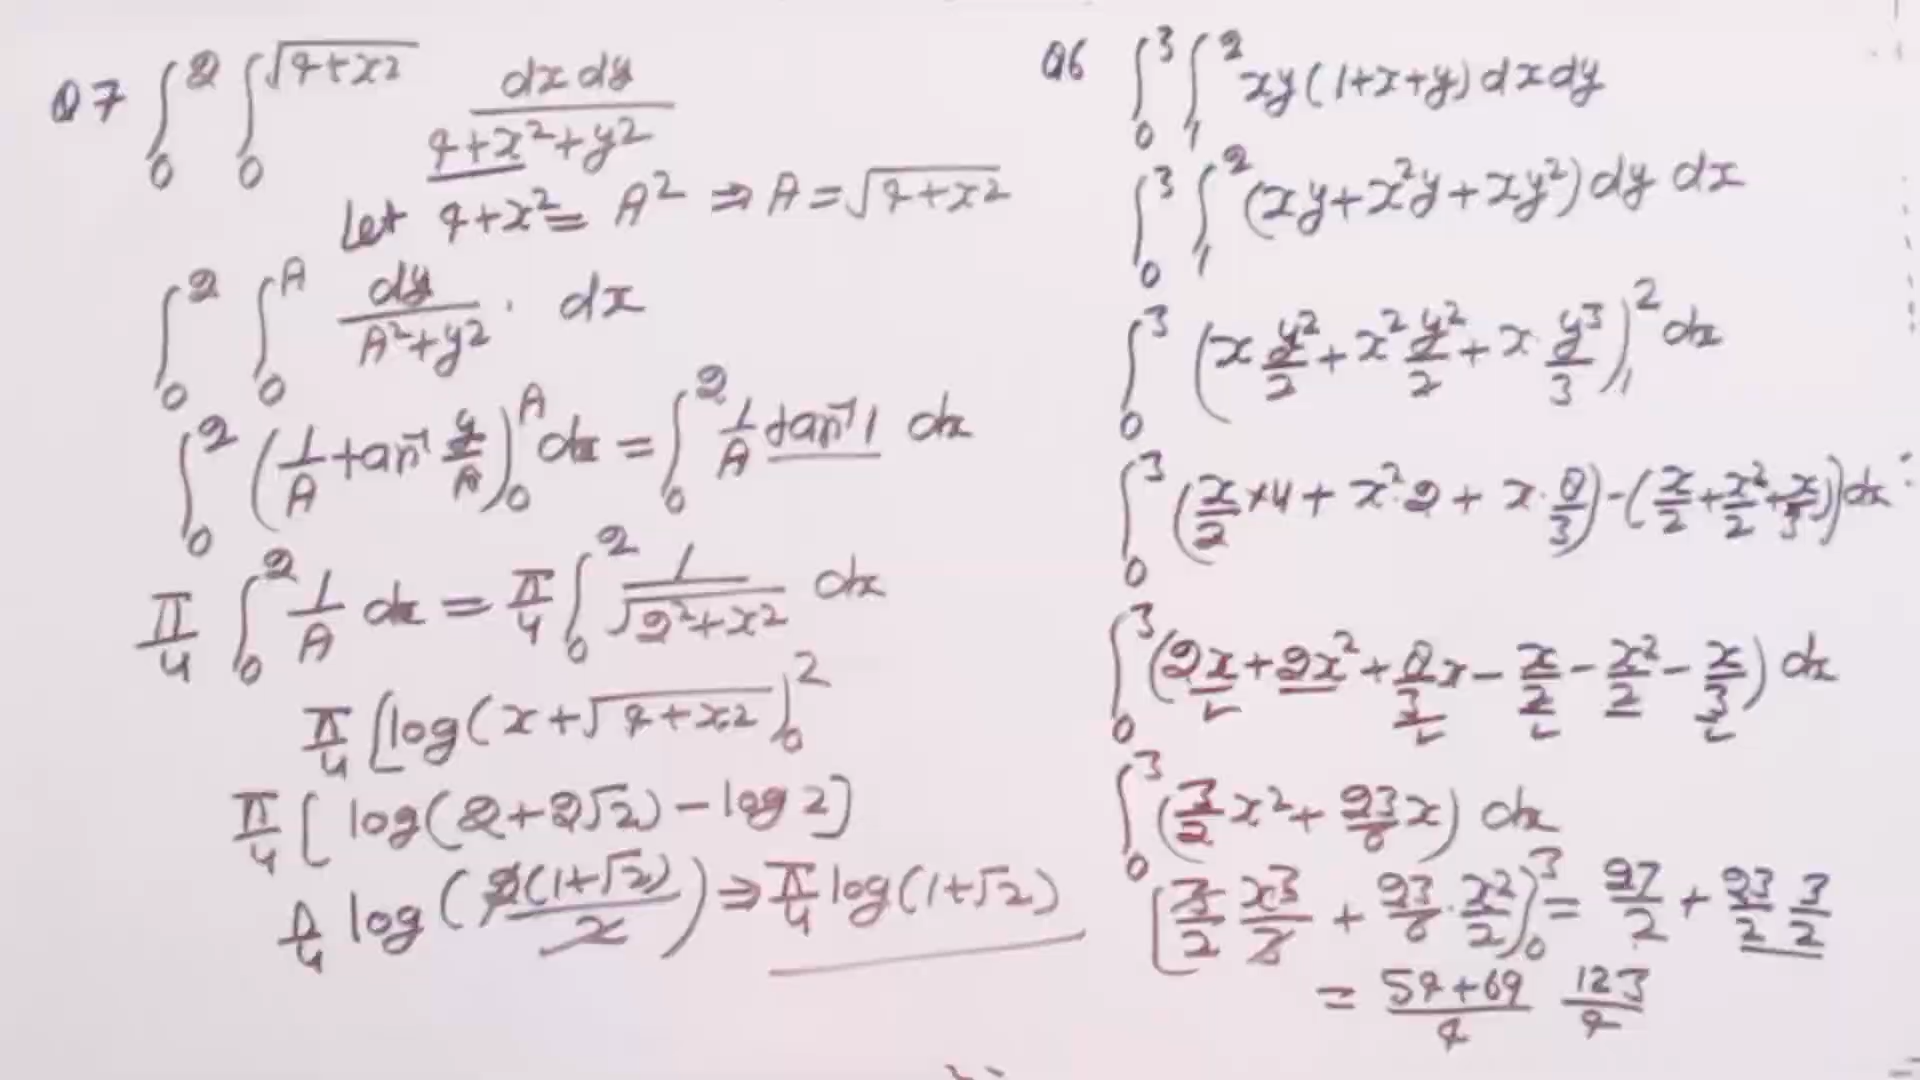 Q7 ∫₀² ∫₀^√(4+x²) dx dy / (4+x²+y²)
Let 4+x² = A² ⇒ A = √(4+x²)
∫₀² ∫₀^A dy/(A²+y²) . dx
∫₀² (1/A tan⁻¹ y/A)₀^A dx = ∫₀² 1/A tan⁻¹1 dx
π/4 ∫₀² 1/A dx = π/4 ∫₀² 1/√(2²+x²) dx
π/4 [log(x+√(4+x²)]₀²
π/4 [log(2+2√2) − log 2]
π/4 log(2(1+√2)/2) ⇒ π/4 log(1+√2)
Q6 ∫₀³ ∫₁² xy(1+x+y) dx dy
∫₀³ ∫₁² (xy+x²y+xy²) dy dx
∫₀³ (x y²/2 + x² y²/2 + x. y³/3)₁² dx
∫₀³ (x/2 ×4 + x².2 + x. 8/3) − (x/2 + x²/2 + x/3) dx
∫₀³ (2x + 2x² + 8/3 x − x/2 − x²/2 − x/3) dx
∫₀³ (3/2 x² + 23/6 x) dx
[3/2 x³/3 + 23/6 . x²/2]₀³ = 27/2 + 23/2 3/2
= (54+69)/4 123/4